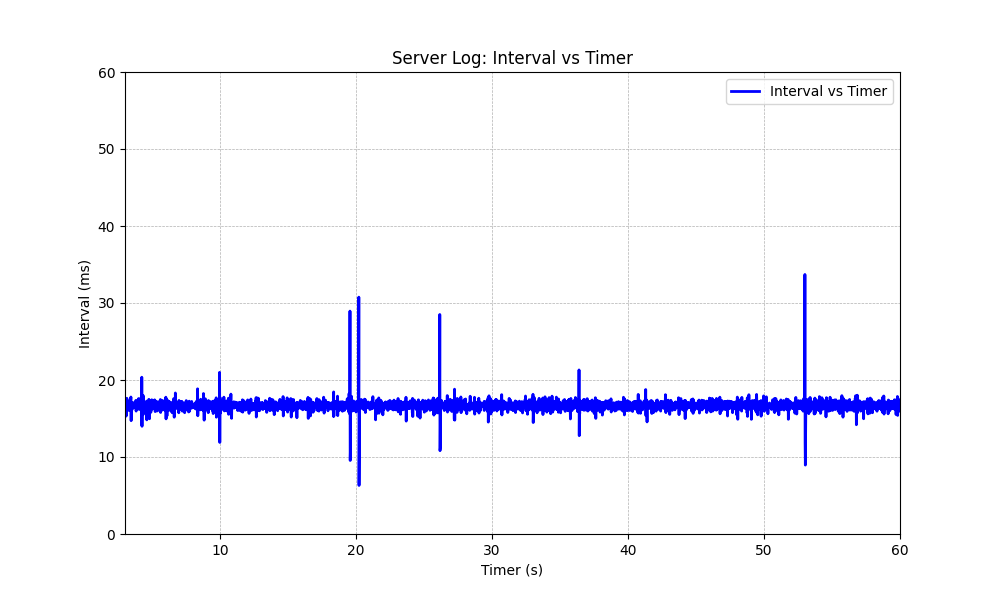 Server Log: Interval vs Timer
Interval vs Timer
60
50
40
30
20
10
0
Interval (ms)
10 20 30 40 50 60
Timer (s)